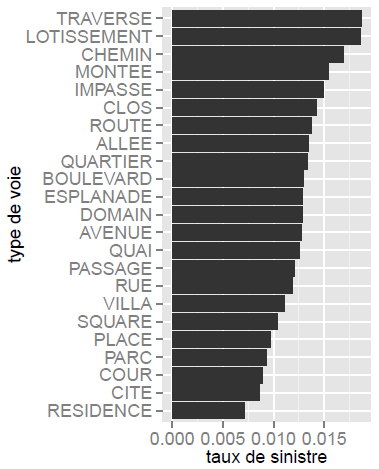 TRAVERSE
LOTISSEMENT
CHEMIN
MONTEE
IMPASSE
CLOS
ROUTE
ALLEE
QUARTIER
BOULEVARD
ESPLANADE
DOMAIN
AVENUE
QUAI
PASSAGE
RUE
VILLA
SQUARE
PLACE
PARC
COUR
CITE
RESIDENCE
type de voie
0.000 0.005 0.010 0.015
taux de sinistre